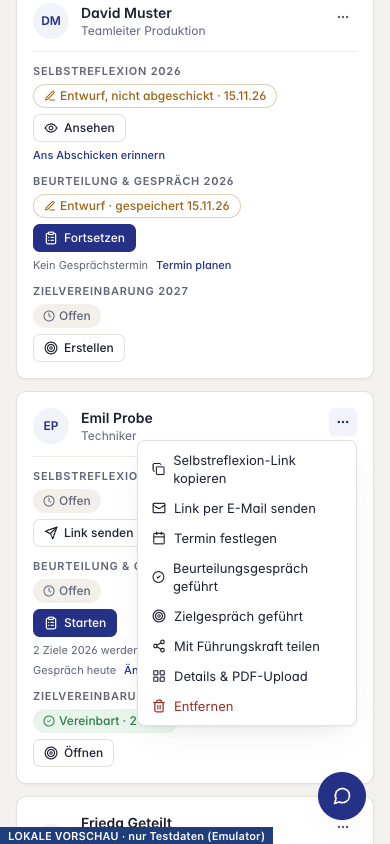 DM
David Muster
Teamleiter Produktion
SELBSTREFLEXION 2026
Entwurf, nicht abgeschickt · 15.11.26
Ansehen
Ans Abschicken erinnern
BEURTEILUNG & GESPRÄCH 2026
Entwurf · gespeichert 15.11.26
Fortsetzen
Kein Gesprächstermin Termin planen
ZIELVEREINBARUNG 2027
Offen
Erstellen
EP
Emil Probe
Techniker
SELBSTREFLEXIO
Offen
Link senden
BEURTEILUNG &
Offen
Starten
2 Ziele 2026 werden
Gespräch heute
ZIELVEREINBARU
Vereinbart · 2
Öffnen
Selbstreflexion-Link
kopieren
Link per E-Mail senden
Termin festlegen
Beurteilungsgespräch
geführt
Zielgespräch geführt
Mit Führungskraft teilen
Details & PDF-Upload
Entfernen
Frieda Geteilt
LOKALE VORSCHAU · nur Testdaten (Emulator)